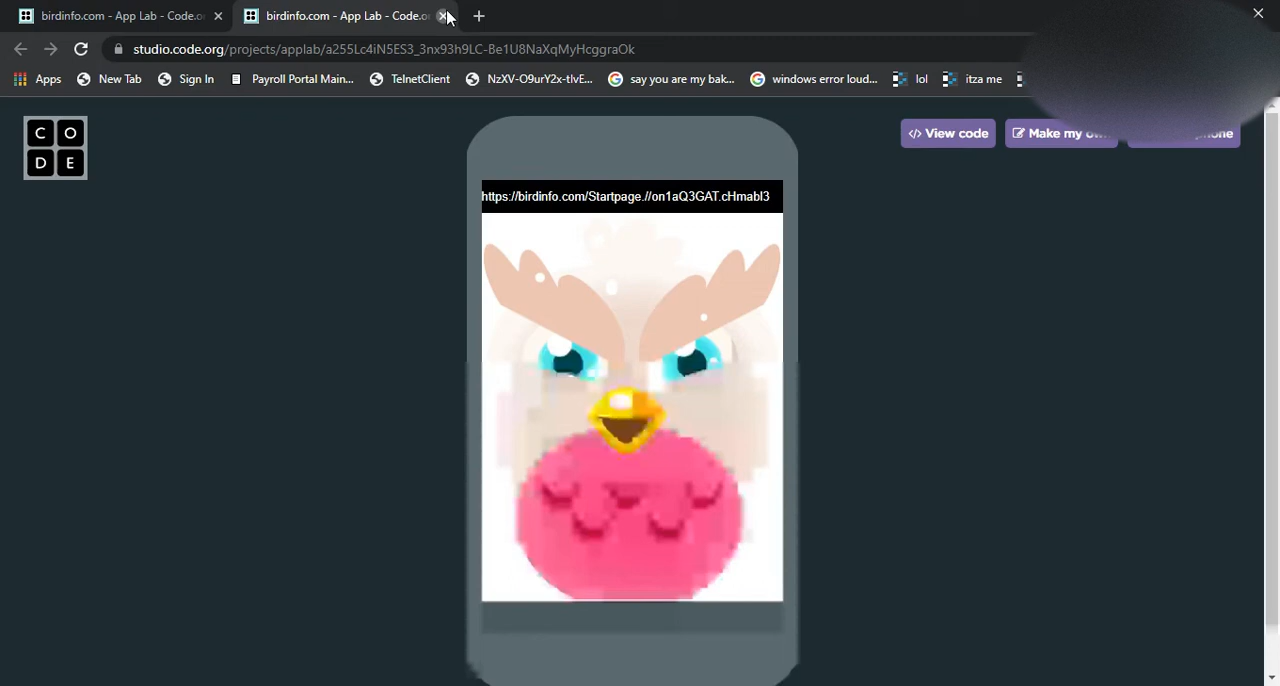 birdinfo.com - App Lab - Code.o
birdinfo.com - App Lab - Code.o
studio.code.org/projects/applab/a255Lc4iN5ES3_3nx93h9LC-Be1U8NaXqMyHcggraOk
Apps
New Tab
Sign In
Payroll Portal Main...
TelnetClient
NzXV-O9urY2x-tlvE...
say you are my bak...
windows error loud...
lol
itza me
C O
D E
</> View code
Make my own
https://birdinfo.com/Startpage.//on1aQ3GAT.cHmabl3